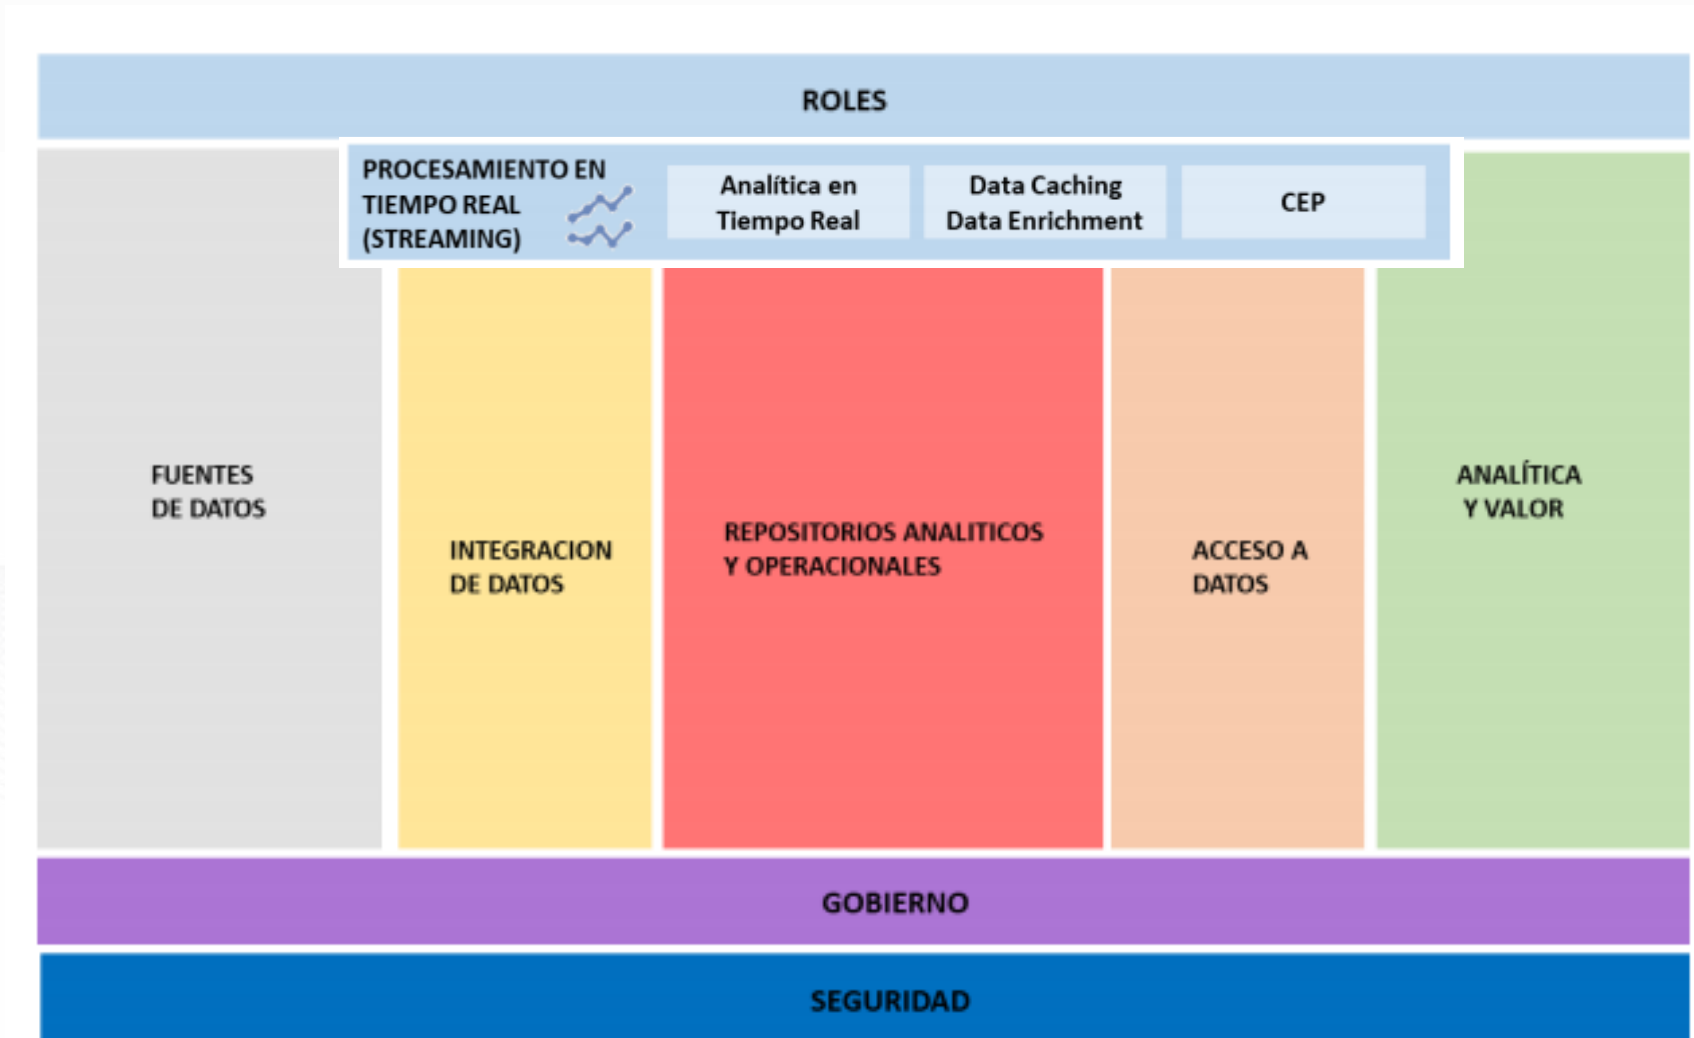 ROLES
PROCESAMIENTO EN
TIEMPO REAL
(STREAMING)
Analítica en
Tiempo Real
Data Caching
Data Enrichment
CEP
FUENTES
DE DATOS
INTEGRACION
DE DATOS
REPOSITORIOS ANALITICOS
Y OPERACIONALES
ACCESO A
DATOS
ANALÍTICA
Y VALOR
GOBIERNO
SEGURIDAD